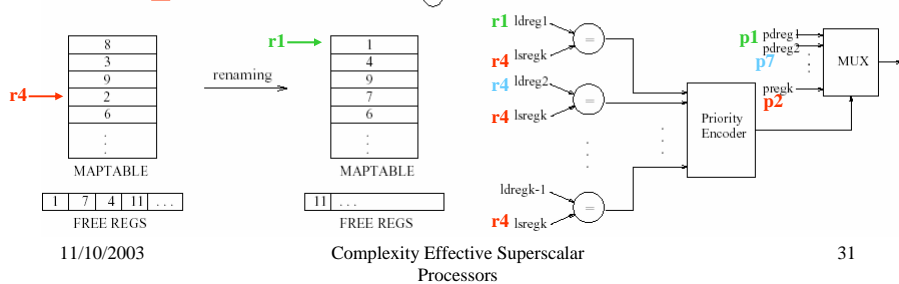 8
3
9
r4
2
6
MAPTABLE
1 7 4 11 ...
FREE REGS
renaming
r1
1
4
9
7
6
MAPTABLE
11 ...
FREE REGS
r1 ldreg1
=
r4 lsregk
r4 ldreg2
=
r4 lsregk
ldregk-1
=
r4 lsregk
Priority
Encoder
p1 pdreg1
pdreg2
p7
pregk
p2
MUX
11/10/2003
Complexity Effective Superscalar
Processors
31